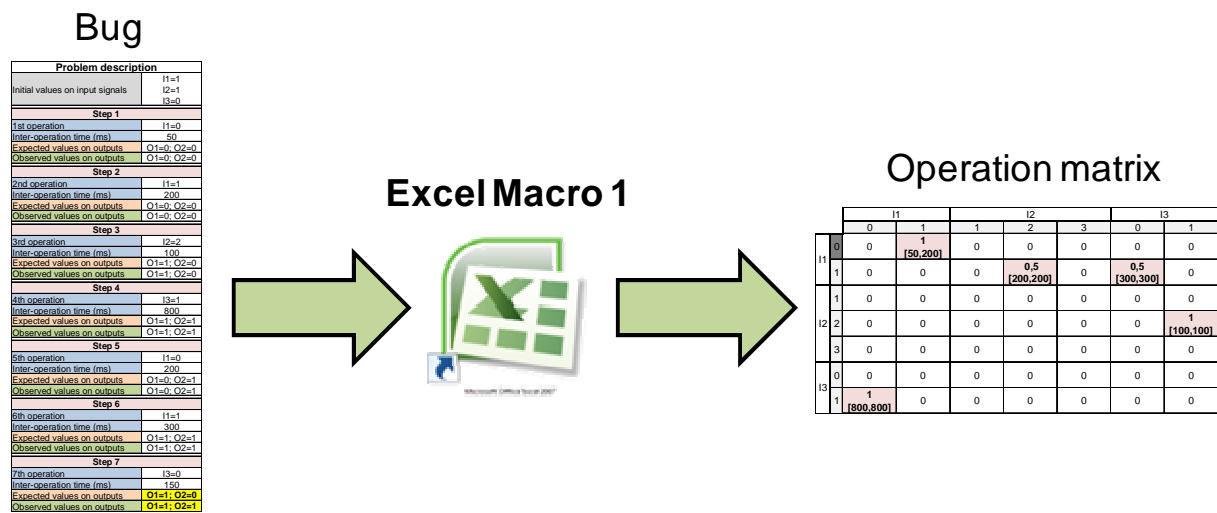 Bug
Problem description
Initial values on input signals
I1=1
I2=1
I3=0
Step 1
1st operation I1=0
Inter-operation time (ms) 50
Expected values on outputs O1=0; O2=0
Observed values on outputs O1=0; O2=0
Step 2
2nd operation I1=1
Inter-operation time (ms) 200
Expected values on outputs O1=0; O2=0
Observed values on outputs O1=0; O2=0
Step 3
3rd operation I2=2
Inter-operation time (ms) 100
Expected values on outputs O1=1; O2=0
Observed values on outputs O1=1; O2=0
Step 4
4th operation I3=1
Inter-operation time (ms) 800
Expected values on outputs O1=1; O2=1
Observed values on outputs O1=1; O2=1
Step 5
5th operation I1=0
Inter-operation time (ms) 200
Expected values on outputs O1=0; O2=1
Observed values on outputs O1=0; O2=1
Step 6
6th operation I1=1
Inter-operation time (ms) 300
Expected values on outputs O1=1; O2=1
Observed values on outputs O1=1; O2=1
Step 7
7th operation I3=0
Inter-operation time (ms) 150
Expected values on outputs O1=1; O2=0
Observed values on outputs O1=1; O2=1
Excel Macro 1
Microsoft Office Excel 2007
Operation matrix
I1 I2 I3
0 1 1 2 3 0 1
I1 0 0 1 [50,200] 0 0 0 0 0
1 0 0 0 0,5 [200,200] 0 0,5 [300,300] 0
I2 1 0 0 0 0 0 0 0
2 0 0 0 0 0 0 1 [100,100]
3 0 0 0 0 0 0 0
I3 0 0 0 0 0 0 0 0
1 1 [800,800] 0 0 0 0 0 0